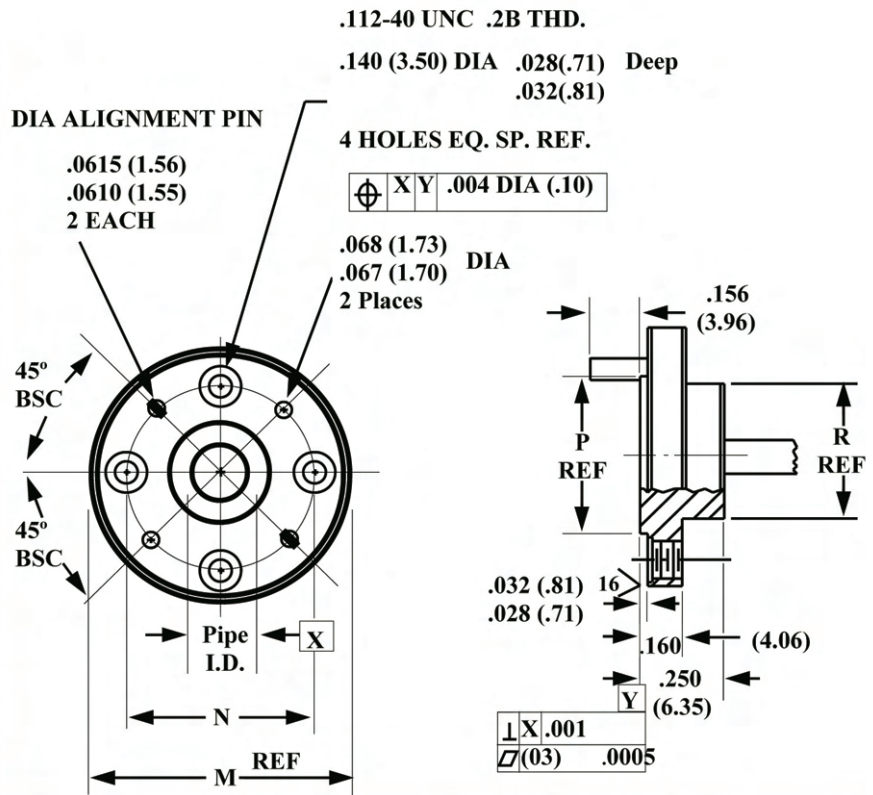 .112-40 UNC .2B THD.
.140 (3.50) DIA .028(.71) Deep
.032(.81)
4 HOLES EQ. SP. REF.
⌖ X Y .004 DIA (.10)
DIA ALIGNMENT PIN
.0615 (1.56)
.0610 (1.55)
2 EACH
.068 (1.73)
.067 (1.70)
DIA
2 Places
45º
BSC
45º
BSC
Pipe
I.D.
X
N
REF
M
.156
(3.96)
P
REF
R
REF
.032 (.81)
.028 (.71)
16
.160 (4.06)
.250
(6.35)
Y
⊥ X .001
⏥ (03) .0005